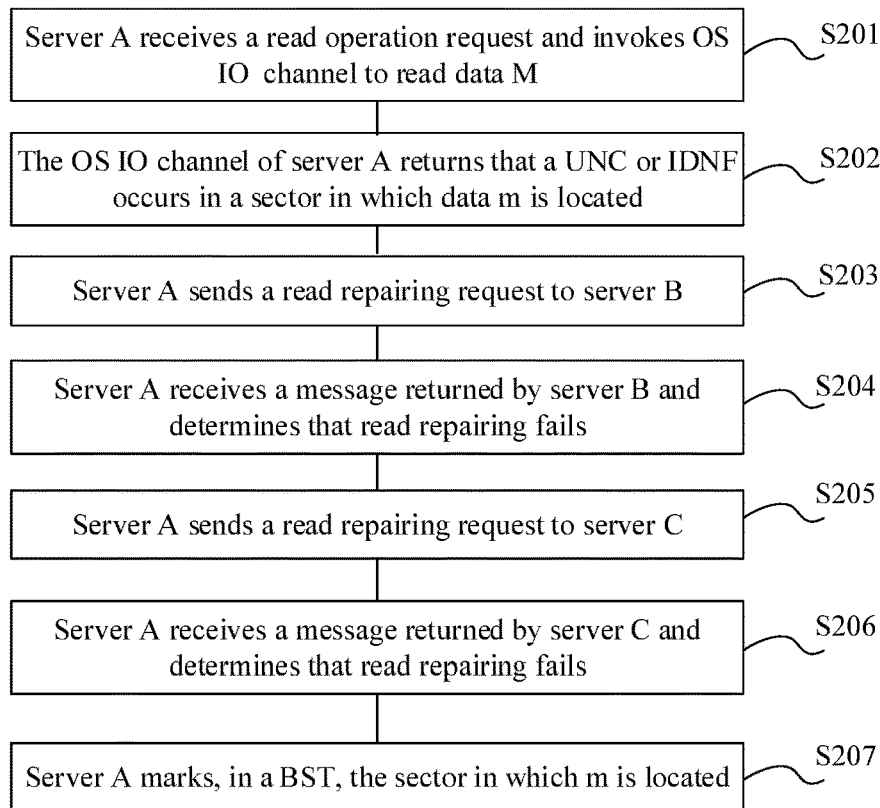 Server A receives a read operation request and invokes OS
IO channel to read data M
S201
The OS IO channel of server A returns that a UNC or IDNF
occurs in a sector in which data m is located
S202
Server A sends a read repairing request to server B
S203
Server A receives a message returned by server B and
determines that read repairing fails
S204
Server A sends a read repairing request to server C
S205
Server A receives a message returned by server C and
determines that read repairing fails
S206
Server A marks, in a BST, the sector in which m is located
S207